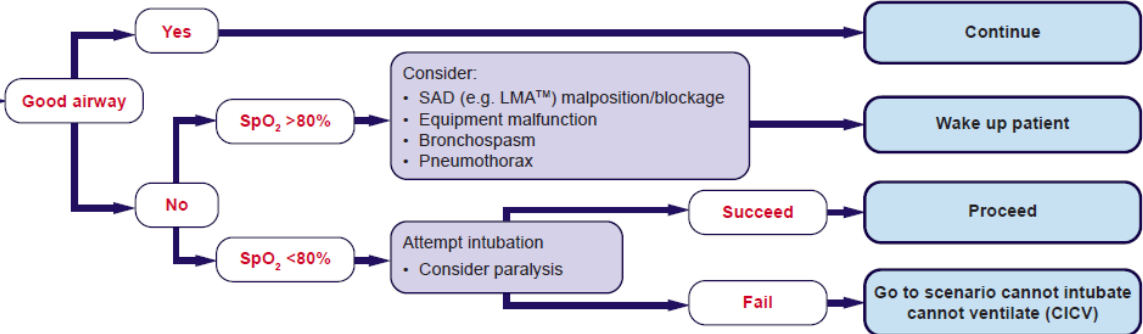 Yes
Continue
Good airway
Consider:
• SAD (e.g. LMA™) malposition/blockage
• Equipment malfunction
• Bronchospasm
• Pneumothorax
SpO₂ >80%
Wake up patient
No
Succeed
Proceed
Attempt intubation
• Consider paralysis
SpO₂ <80%
Fail
Go to scenario cannot intubate
cannot ventilate (CICV)